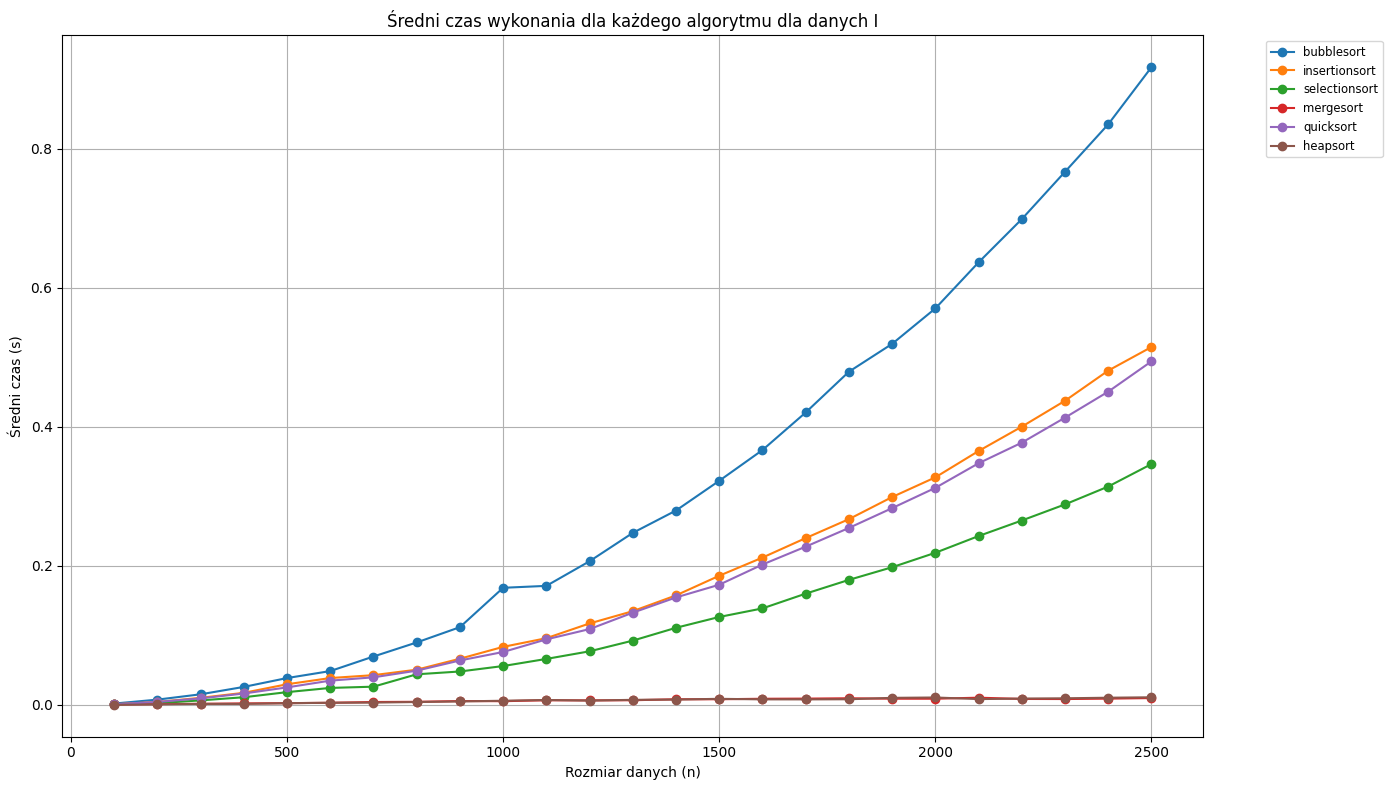 Średni czas wykonania dla każdego algorytmu dla danych I
bubblesort
insertionsort
selectionsort
mergesort
quicksort
heapsort
Średni czas (s)
0.8
0.6
0.4
0.2
0.0
0
500
1000
1500
2000
2500
Rozmiar danych (n)